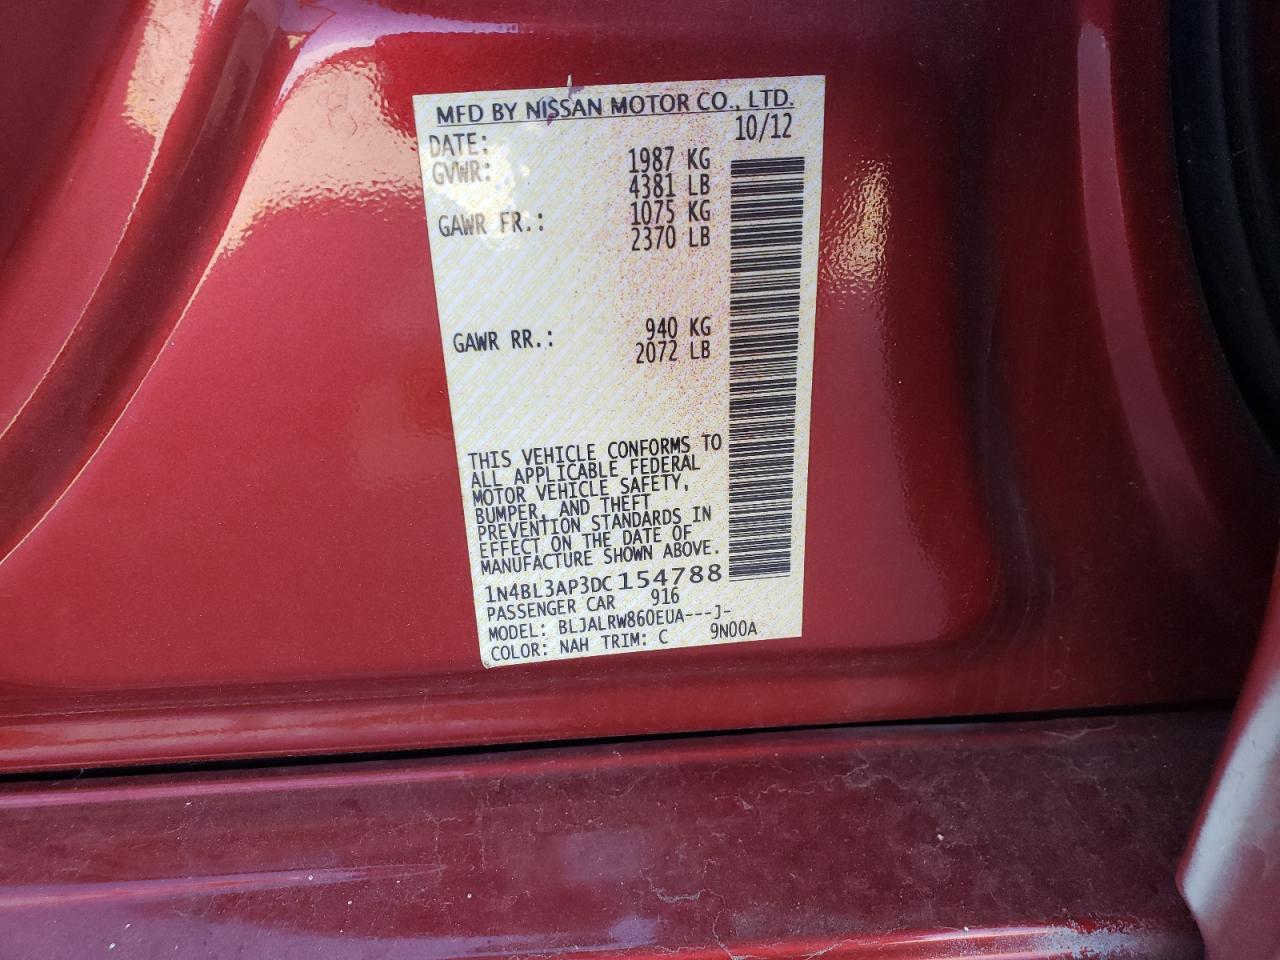 MFD BY NISSAN MOTOR CO., LTD.
DATE: 10/12
GVWR: 1987 KG
4381 LB
GAWR FR.: 1075 KG
2370 LB
GAWR RR.: 940 KG
2072 LB
THIS VEHICLE CONFORMS TO
ALL APPLICABLE FEDERAL
MOTOR VEHICLE SAFETY,
BUMPER, AND THEFT
PREVENTION STANDARDS IN
EFFECT ON THE DATE OF
MANUFACTURE SHOWN ABOVE.
1N4BL3AP3DC154788
PASSENGER CAR 916
MODEL: BLJALRW860EUA---J-
COLOR: NAH TRIM: C 9N00A